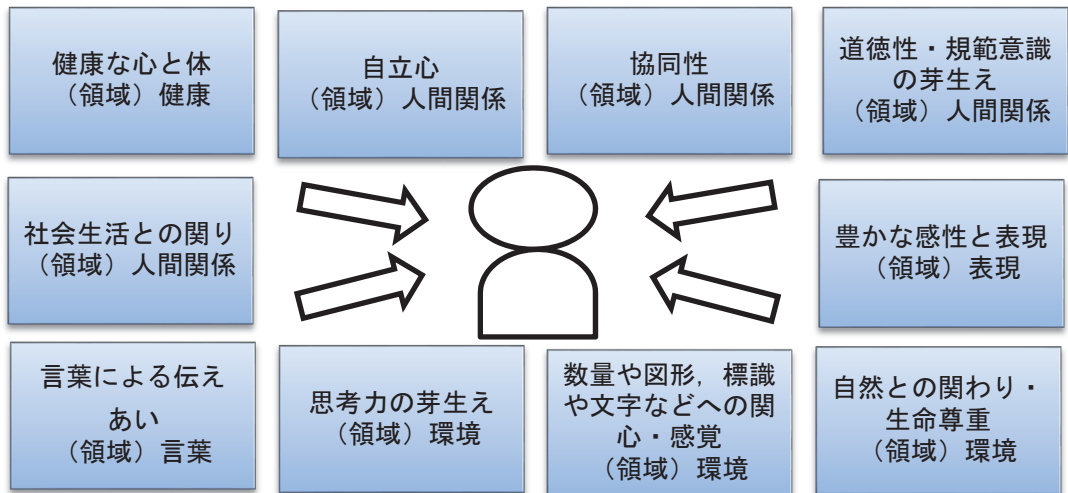 健康な心と体
（領域）健康
自立心
（領域）人間関係
協同性
（領域）人間関係
道徳性・規範意識
の芽生え
（領域）人間関係
社会生活との関り
（領域）人間関係
豊かな感性と表現
（領域）表現
言葉による伝え
あい
（領域）言葉
思考力の芽生え
（領域）環境
数量や図形，標識
や文字などへの関
心・感覚
（領域）環境
自然との関わり・
生命尊重
（領域）環境